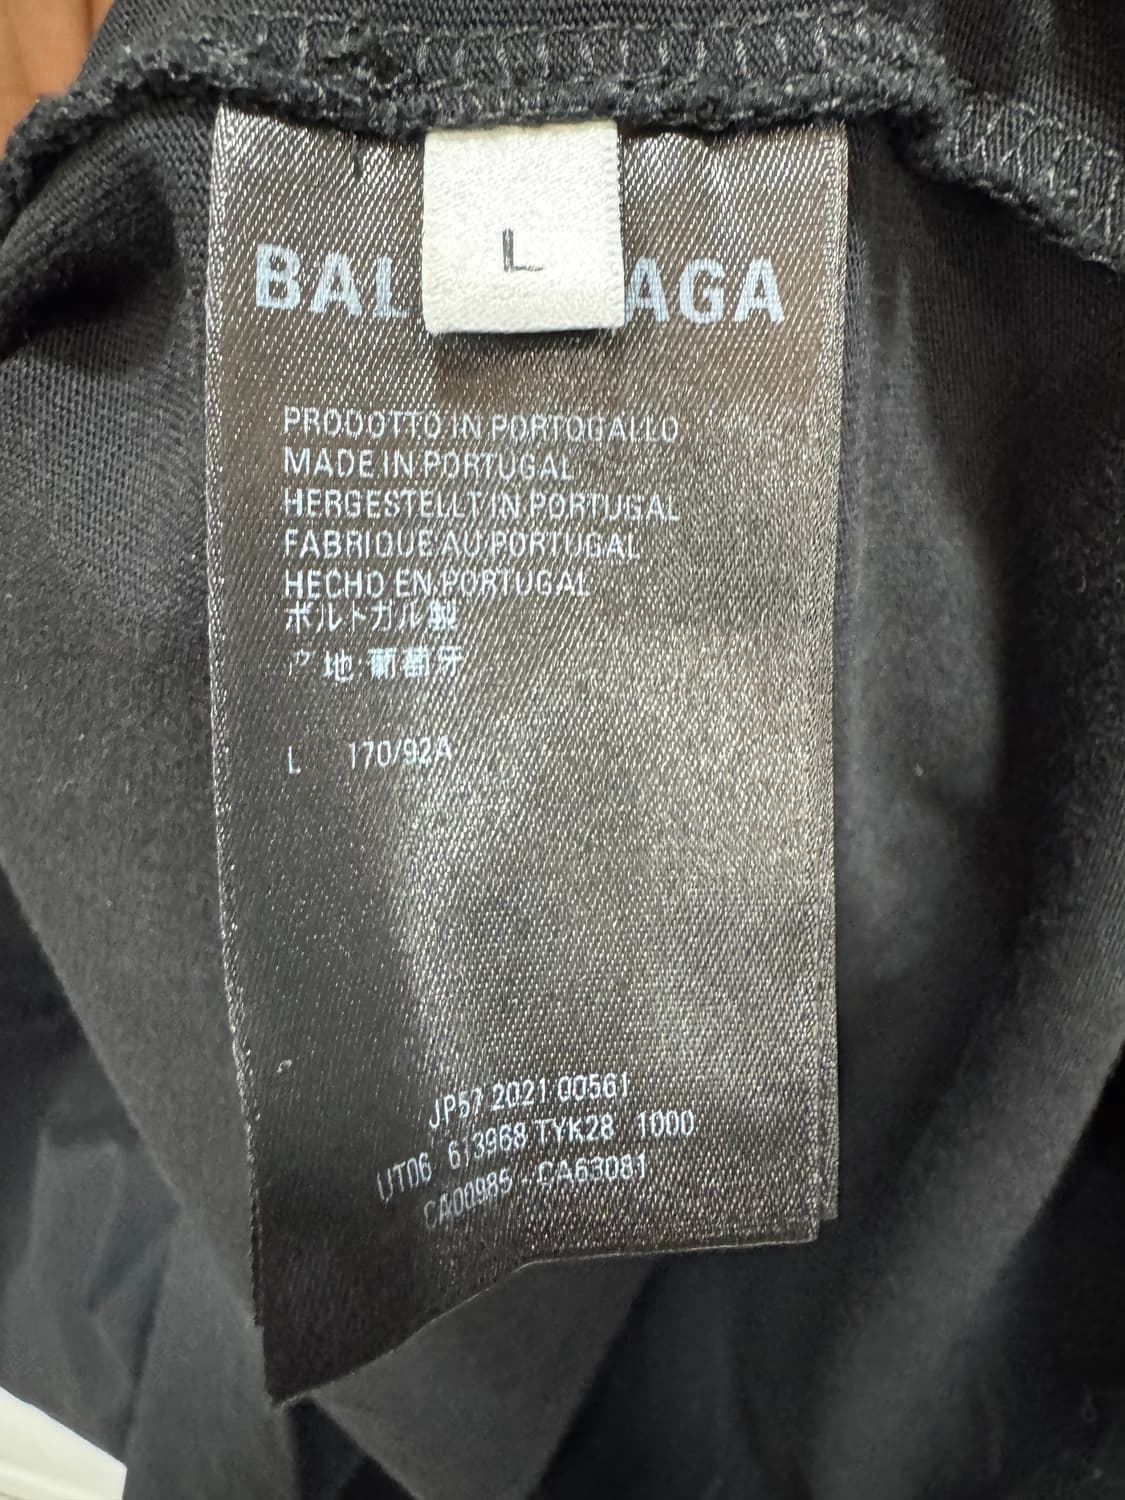 L
BAL AGA
PRODOTTO IN PORTOGALLO
MADE IN PORTUGAL
HERGESTELLT IN PORTUGAL
FABRIQUE AU PORTUGAL
HECHO EN PORTUGAL
ポルトガル製
产地:葡萄牙
L 170/92A
JP57 2021 00561
UT06 613968 TYK28 1000
CA00985 - CA63081